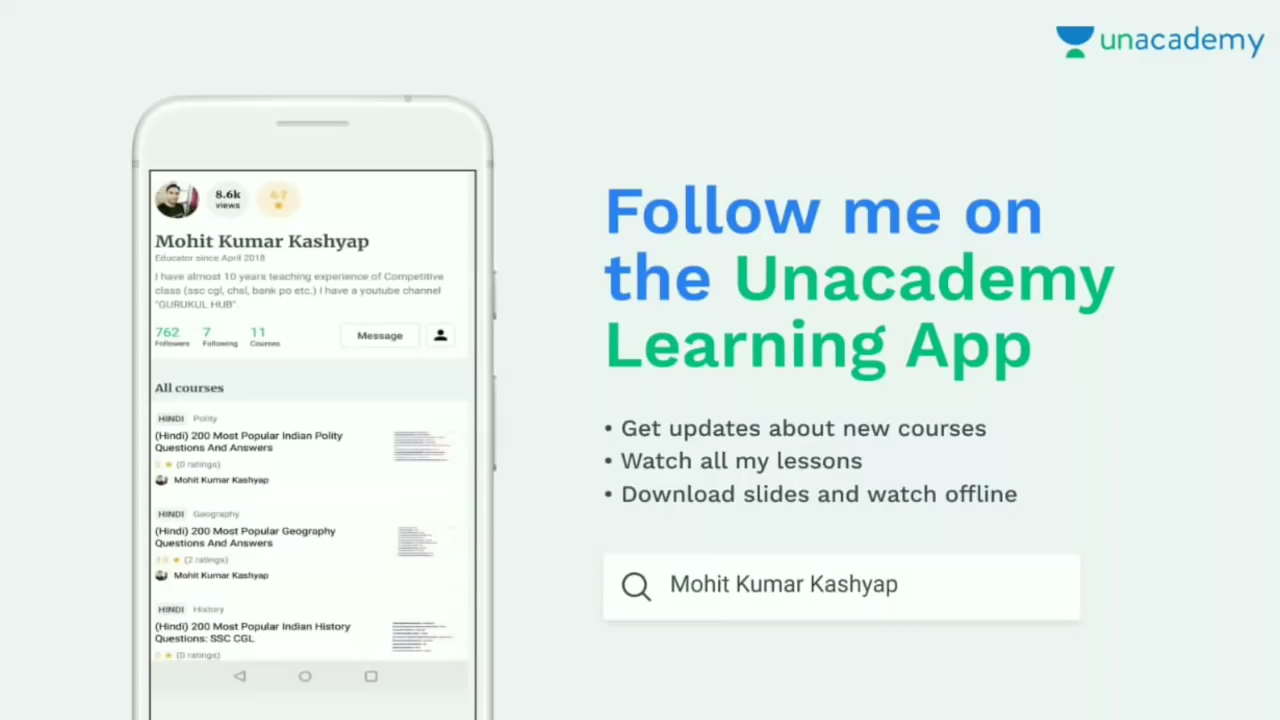 unacademy
8.6k
views
4.7
Mohit Kumar Kashyap
Educator since April 2018
I have almost 10 years teaching experience of Competitive
class (ssc cgl, chsl, bank po etc.) I have a youtube channel
"GURUKUL HUB".
762 7 11
Followers Following Courses
Message
All courses
HINDI Polity
(Hindi) 200 Most Popular Indian Polity
Questions And Answers
0 ★ (0 ratings)
Mohit Kumar Kashyap
HINDI Geography
(Hindi) 200 Most Popular Geography
Questions And Answers
★ (2 ratings)
Mohit Kumar Kashyap
HINDI History
(Hindi) 200 Most Popular Indian History
Questions: SSC CGL
0 ★ (0 ratings)
Follow me on
the Unacademy
Learning App
• Get updates about new courses
• Watch all my lessons
• Download slides and watch offline
Mohit Kumar Kashyap